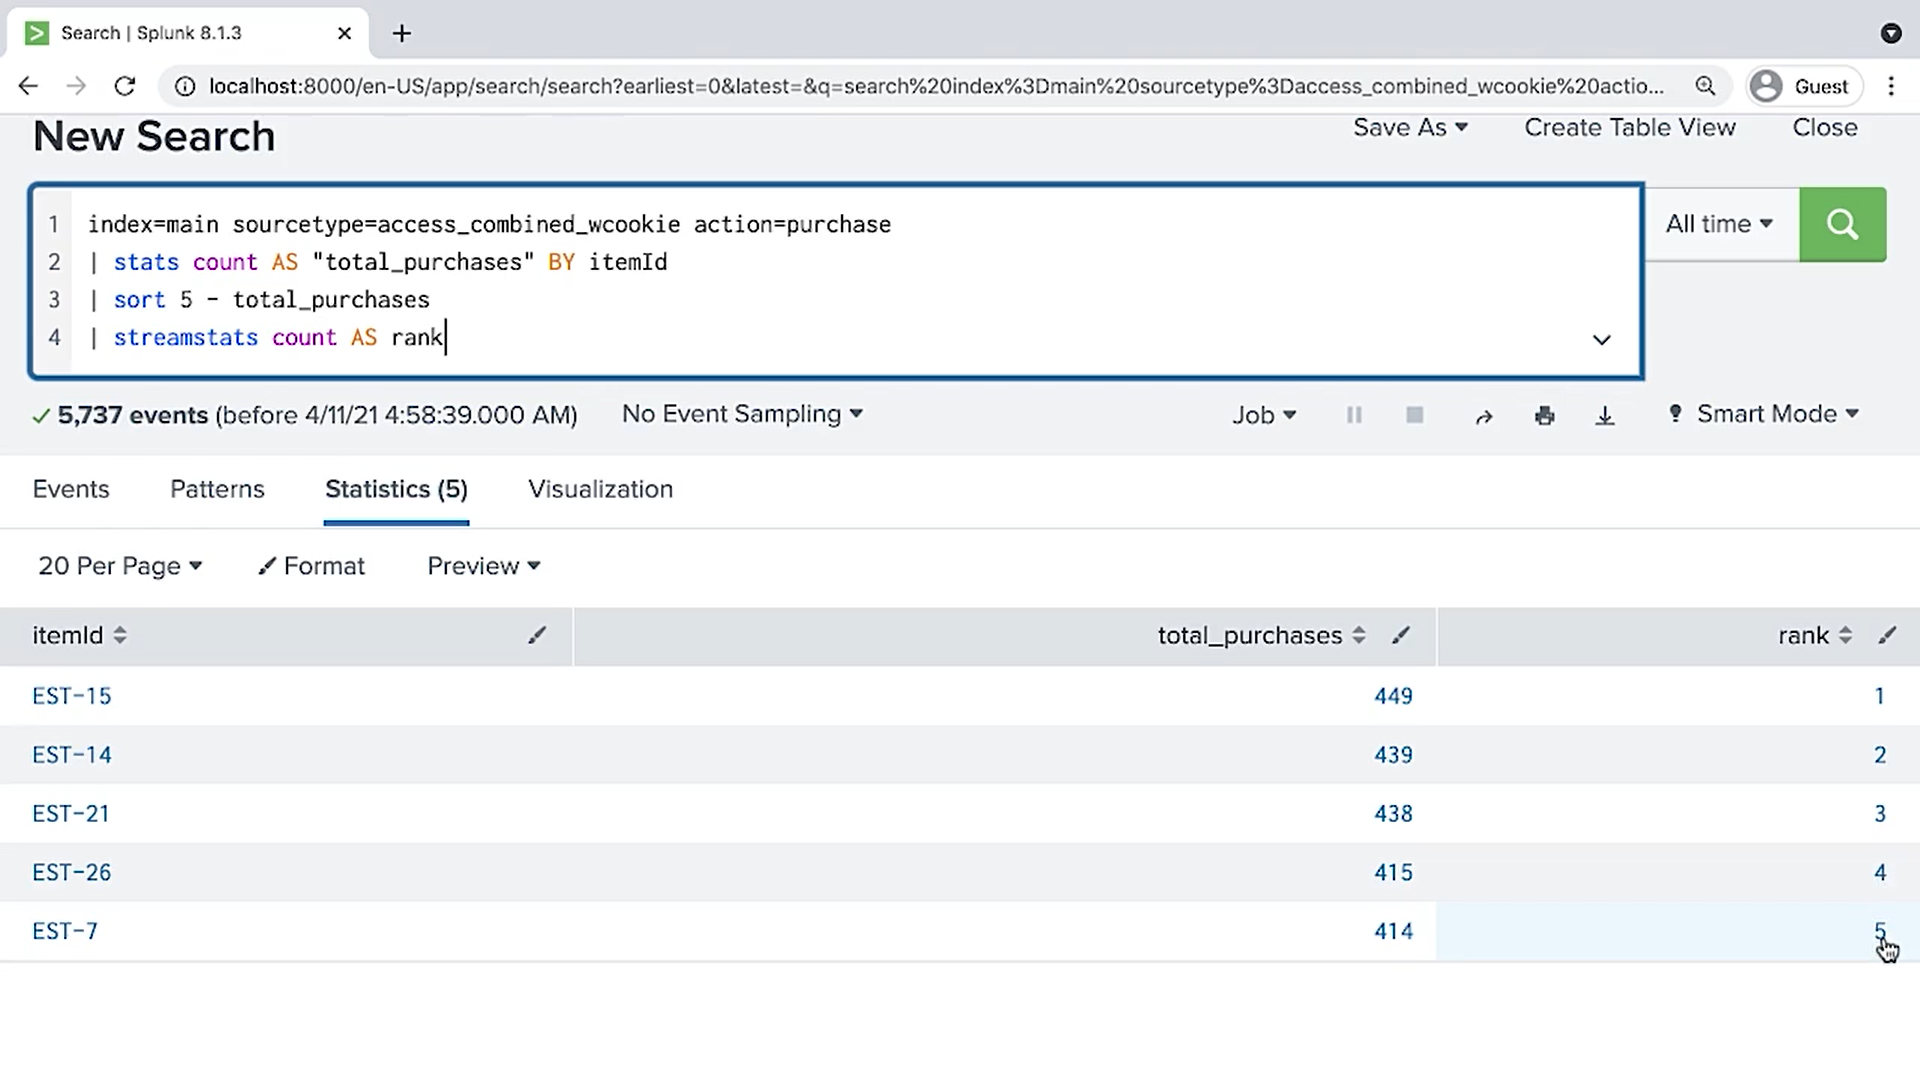 Search | Splunk 8.1.3
localhost:8000/en-US/app/search/search?earliest=0&latest=&q=search%20index%3Dmain%20sourcetype%3Daccess_combined_wcookie%20actio... Guest
New Search Save As Create Table View Close
1 index=main sourcetype=access_combined_wcookie action=purchase
All time
2 | stats count AS "total_purchases" BY itemId
3 | sort 5 - total_purchases
4 | streamstats count AS rank
5,737 events (before 4/11/21 4:58:39.000 AM) No Event Sampling Job Smart Mode
Events Patterns Statistics (5) Visualization
20 Per Page Format Preview
itemId total_purchases rank
EST-15 449 1
EST-14 439 2
EST-21 438 3
EST-26 415 4
EST-7 414 5